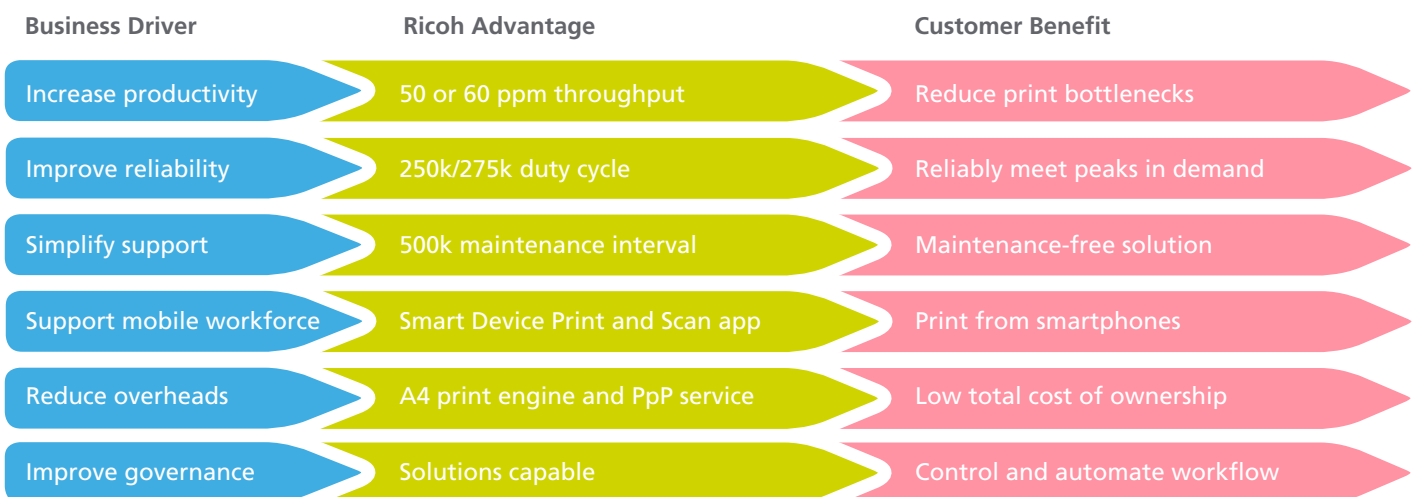 Business Driver Ricoh Advantage Customer Benefit
Increase productivity 50 or 60 ppm throughput Reduce print bottlenecks
Improve reliability 250k/275k duty cycle Reliably meet peaks in demand
Simplify support 500k maintenance interval Maintenance-free solution
Support mobile workforce Smart Device Print and Scan app Print from smartphones
Reduce overheads A4 print engine and PpP service Low total cost of ownership
Improve governance Solutions capable Control and automate workflow